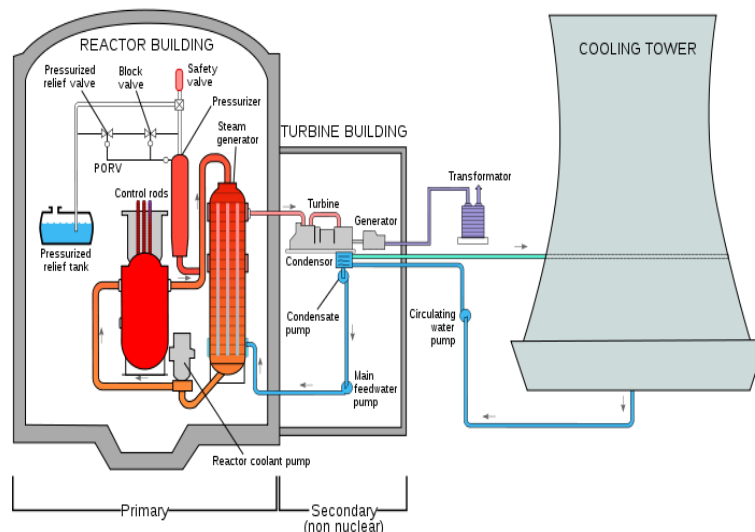 REACTOR BUILDING
COOLING TOWER
Pressurized
relief valve
Block
valve
Safety
valve
Pressurizer
Steam
generator
TURBINE BUILDING
PORV
Control rods
Turbine
Generator
Transformator
Pressurized
relief tank
Condensor
Condensate
pump
Circulating
water
pump
Main
feedwater
pump
Reactor coolant pump
Primary
Secondary
(non nuclear)